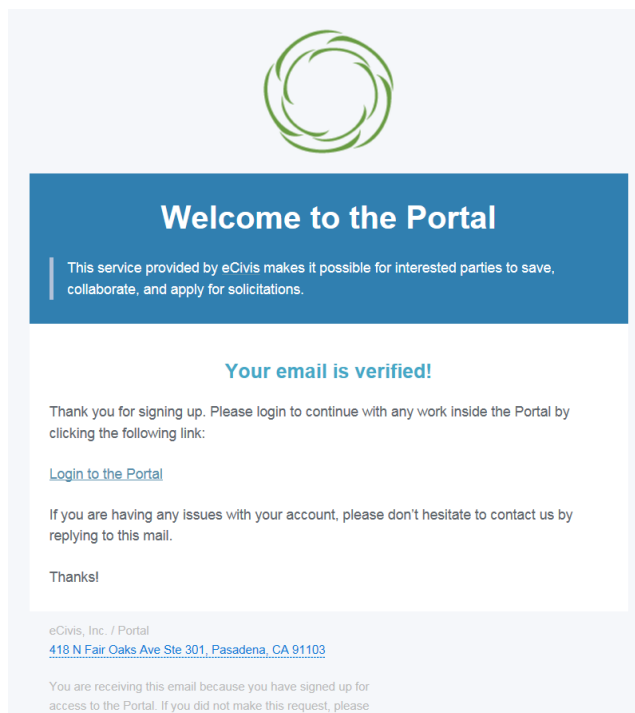 Welcome to the Portal
This service provided by eCivis makes it possible for interested parties to save,
collaborate, and apply for solicitations.
Your email is verified!
Thank you for signing up. Please login to continue with any work inside the Portal by
clicking the following link:
Login to the Portal
If you are having any issues with your account, please don’t hesitate to contact us by
replying to this mail.
Thanks!
eCivis, Inc. / Portal
418 N Fair Oaks Ave Ste 301, Pasadena, CA 91103
You are receiving this email because you have signed up for
access to the Portal. If you did not make this request, please